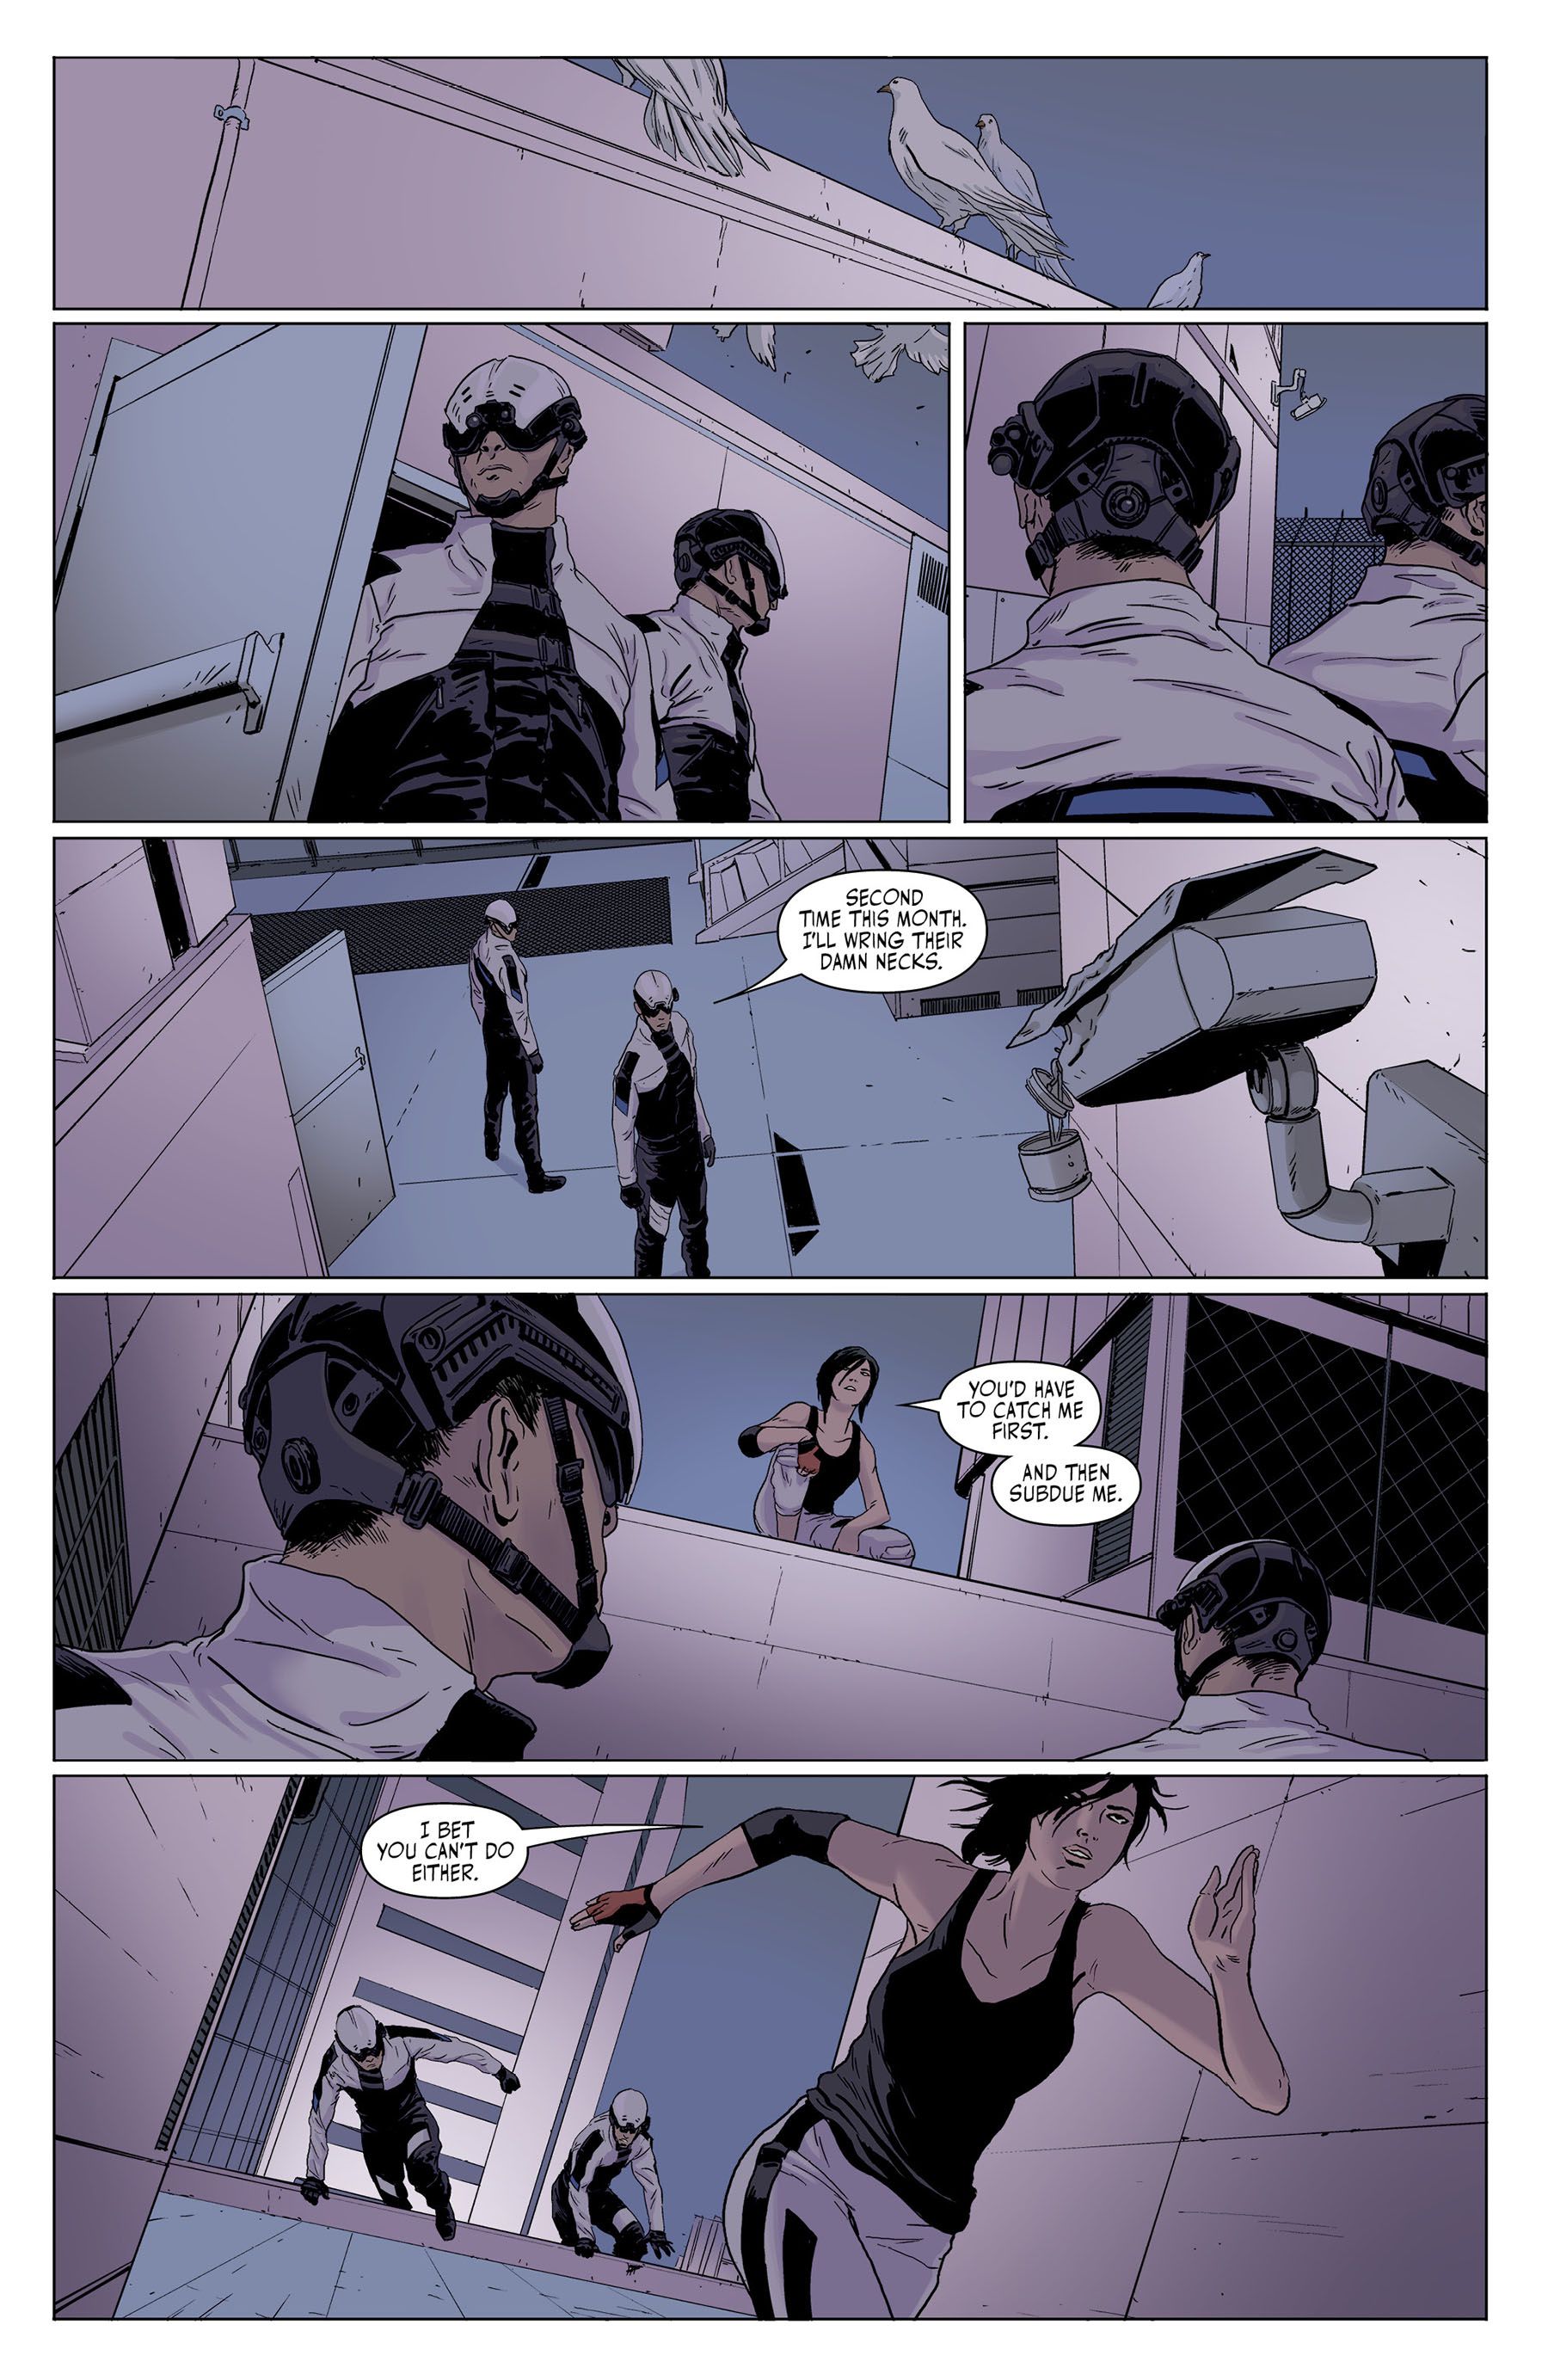 SECOND
TIME THIS MONTH.
I'LL WRING THEIR
DAMN NECKS.
YOU'D HAVE
TO CATCH ME
FIRST.
AND THEN
SUBDUE ME.
I BET
YOU CAN'T DO
EITHER.